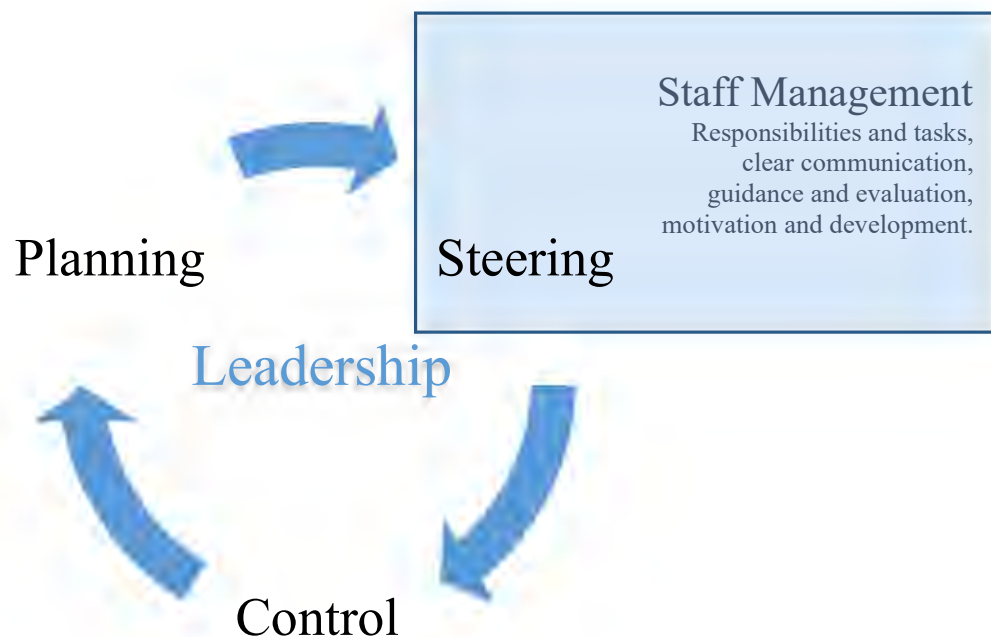 Staff Management
Responsibilities and tasks,
clear communication,
guidance and evaluation,
motivation and development.
Planning
Steering
Leadership
Control